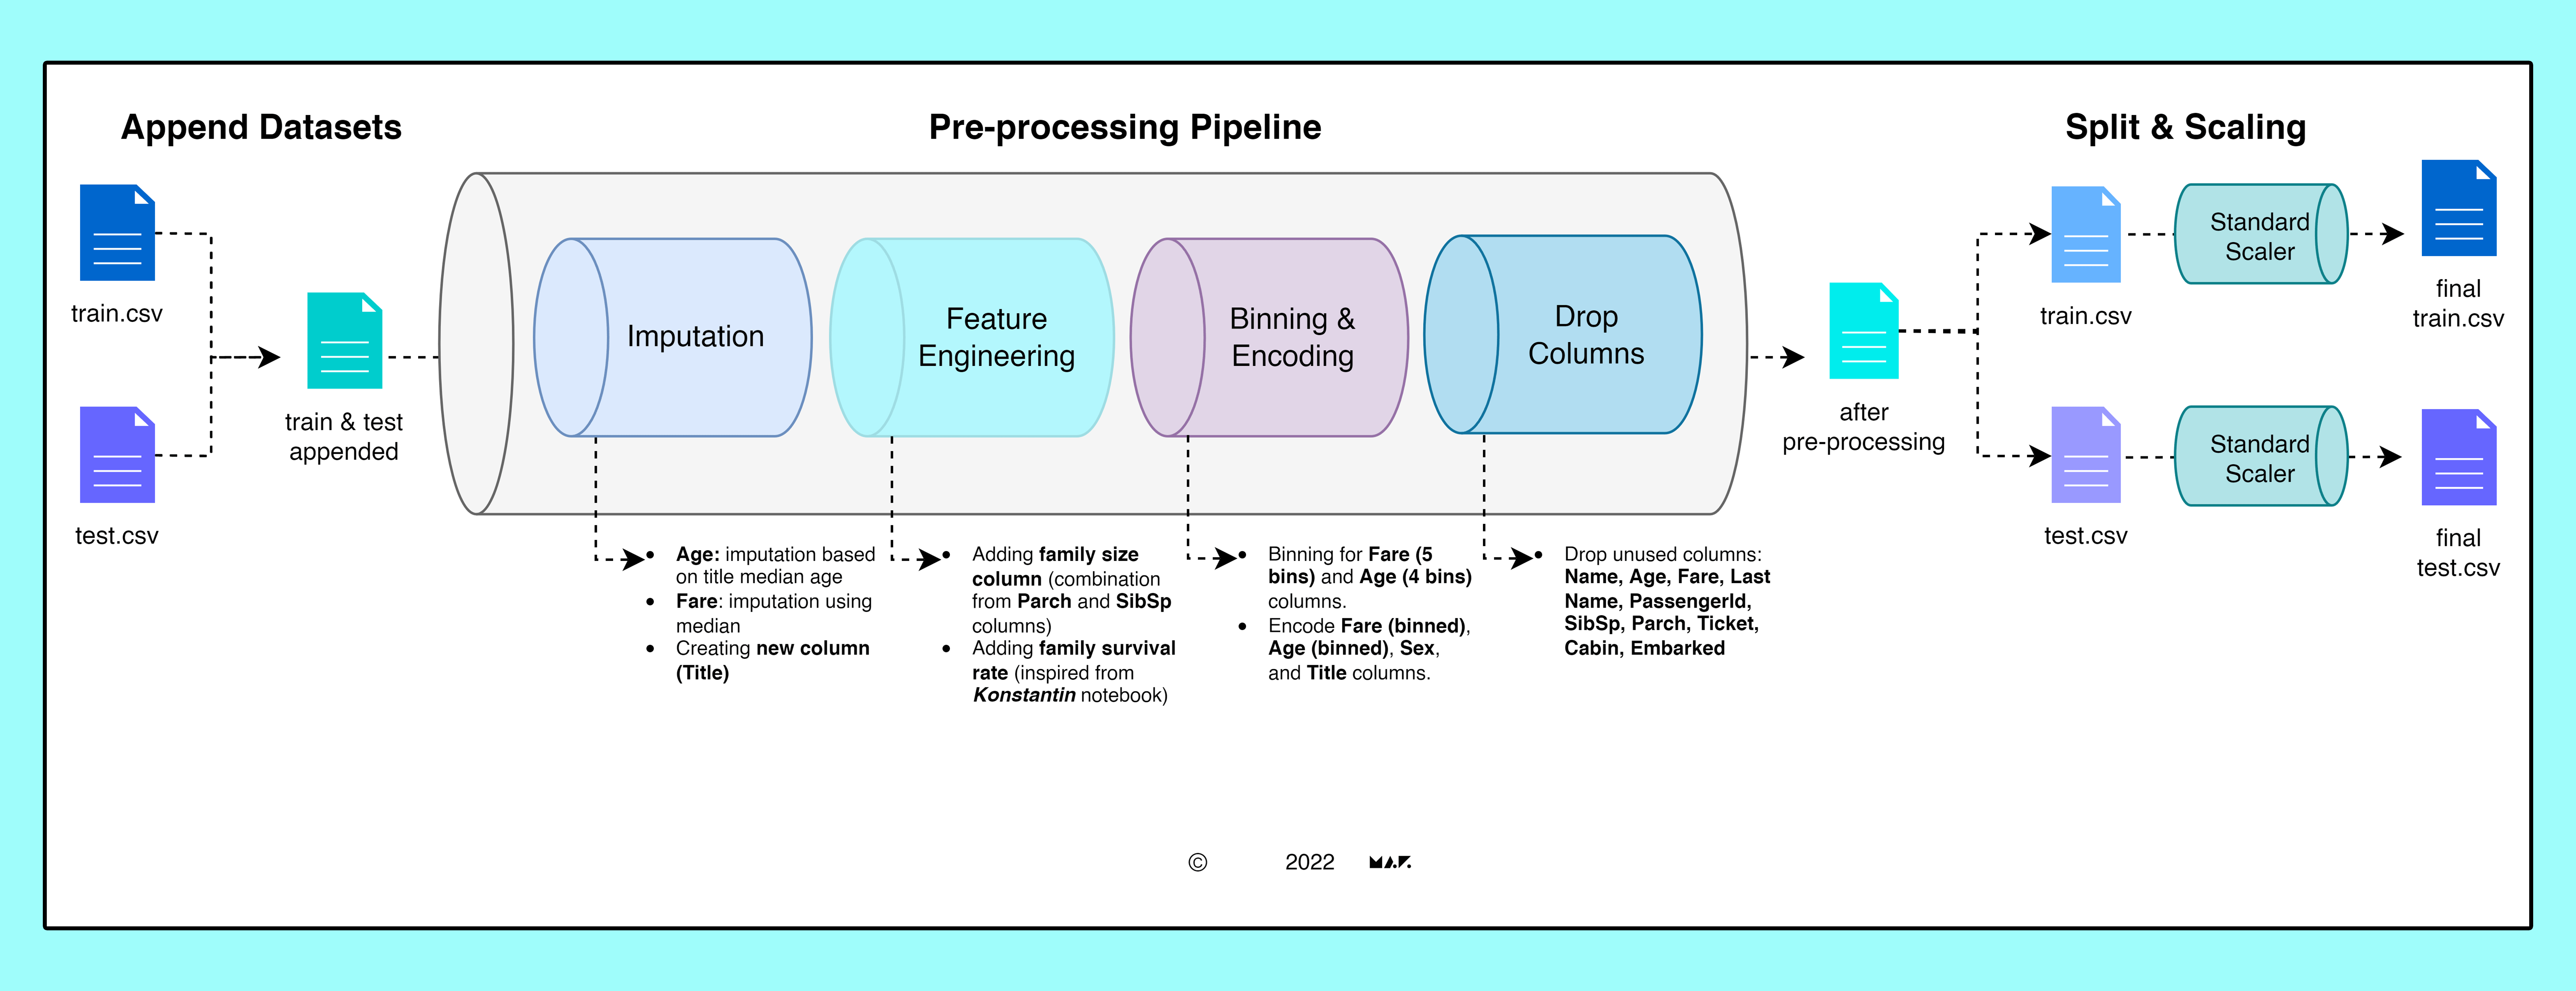 Append Datasets
Pre-processing Pipeline
Split & Scaling
train.csv
test.csv
train & test
appended
Imputation
Feature
Engineering
Binning &
Encoding
Drop
Columns
Age: imputation based
on title median age
Fare: imputation using
median
Creating new column
(Title)
Adding family size
column (combination
from Parch and SibSp
columns)
Adding family survival
rate (inspired from
Konstantin notebook)
Binning for Fare (5
bins) and Age (4 bins)
columns.
Encode Fare (binned),
Age (binned), Sex,
and Title columns.
Drop unused columns:
Name, Age, Fare, Last
Name, PassengerId,
SibSp, Parch, Ticket,
Cabin, Embarked
after
pre-processing
train.csv
Standard
Scaler
final
train.csv
test.csv
Standard
Scaler
final
test.csv
© 2022 M.A.F.